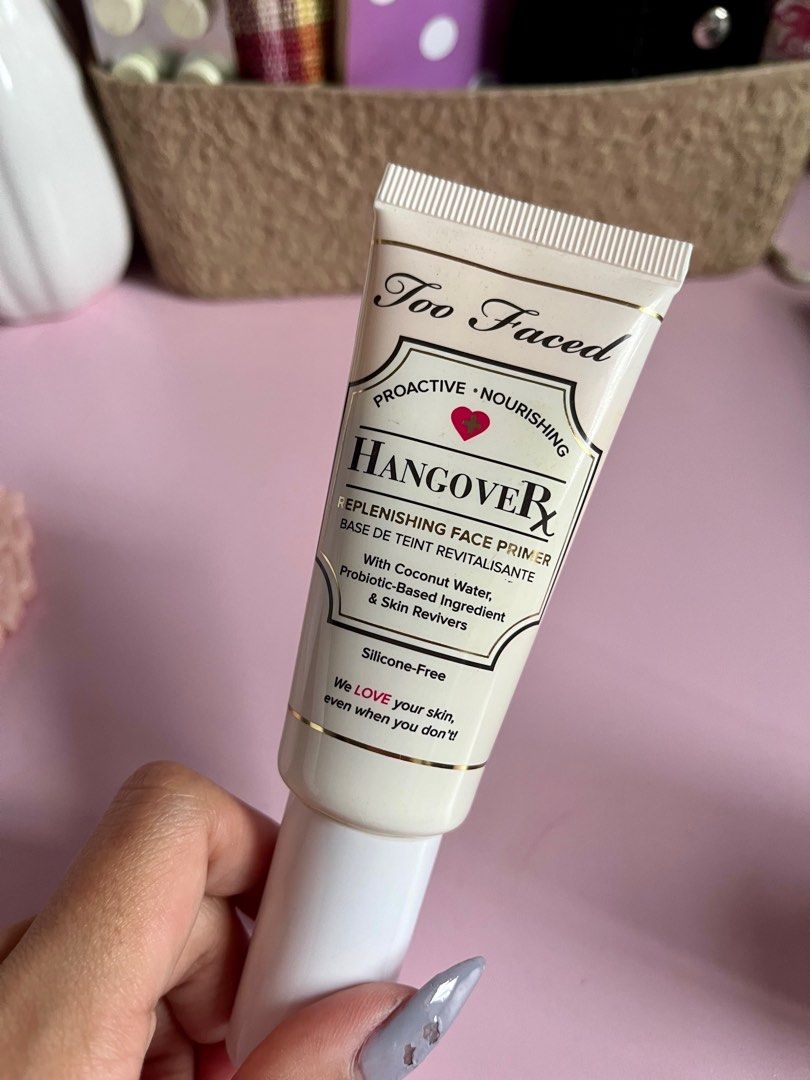 Too Faced
PROACTIVE • NOURISHING
HANGOVERx
REPLENISHING FACE PRIMER
BASE DE TEINT REVITALISANTE
With Coconut Water,
Probiotic-Based Ingredient
& Skin Revivers
Silicone-Free
We LOVE your skin,
even when you don't!